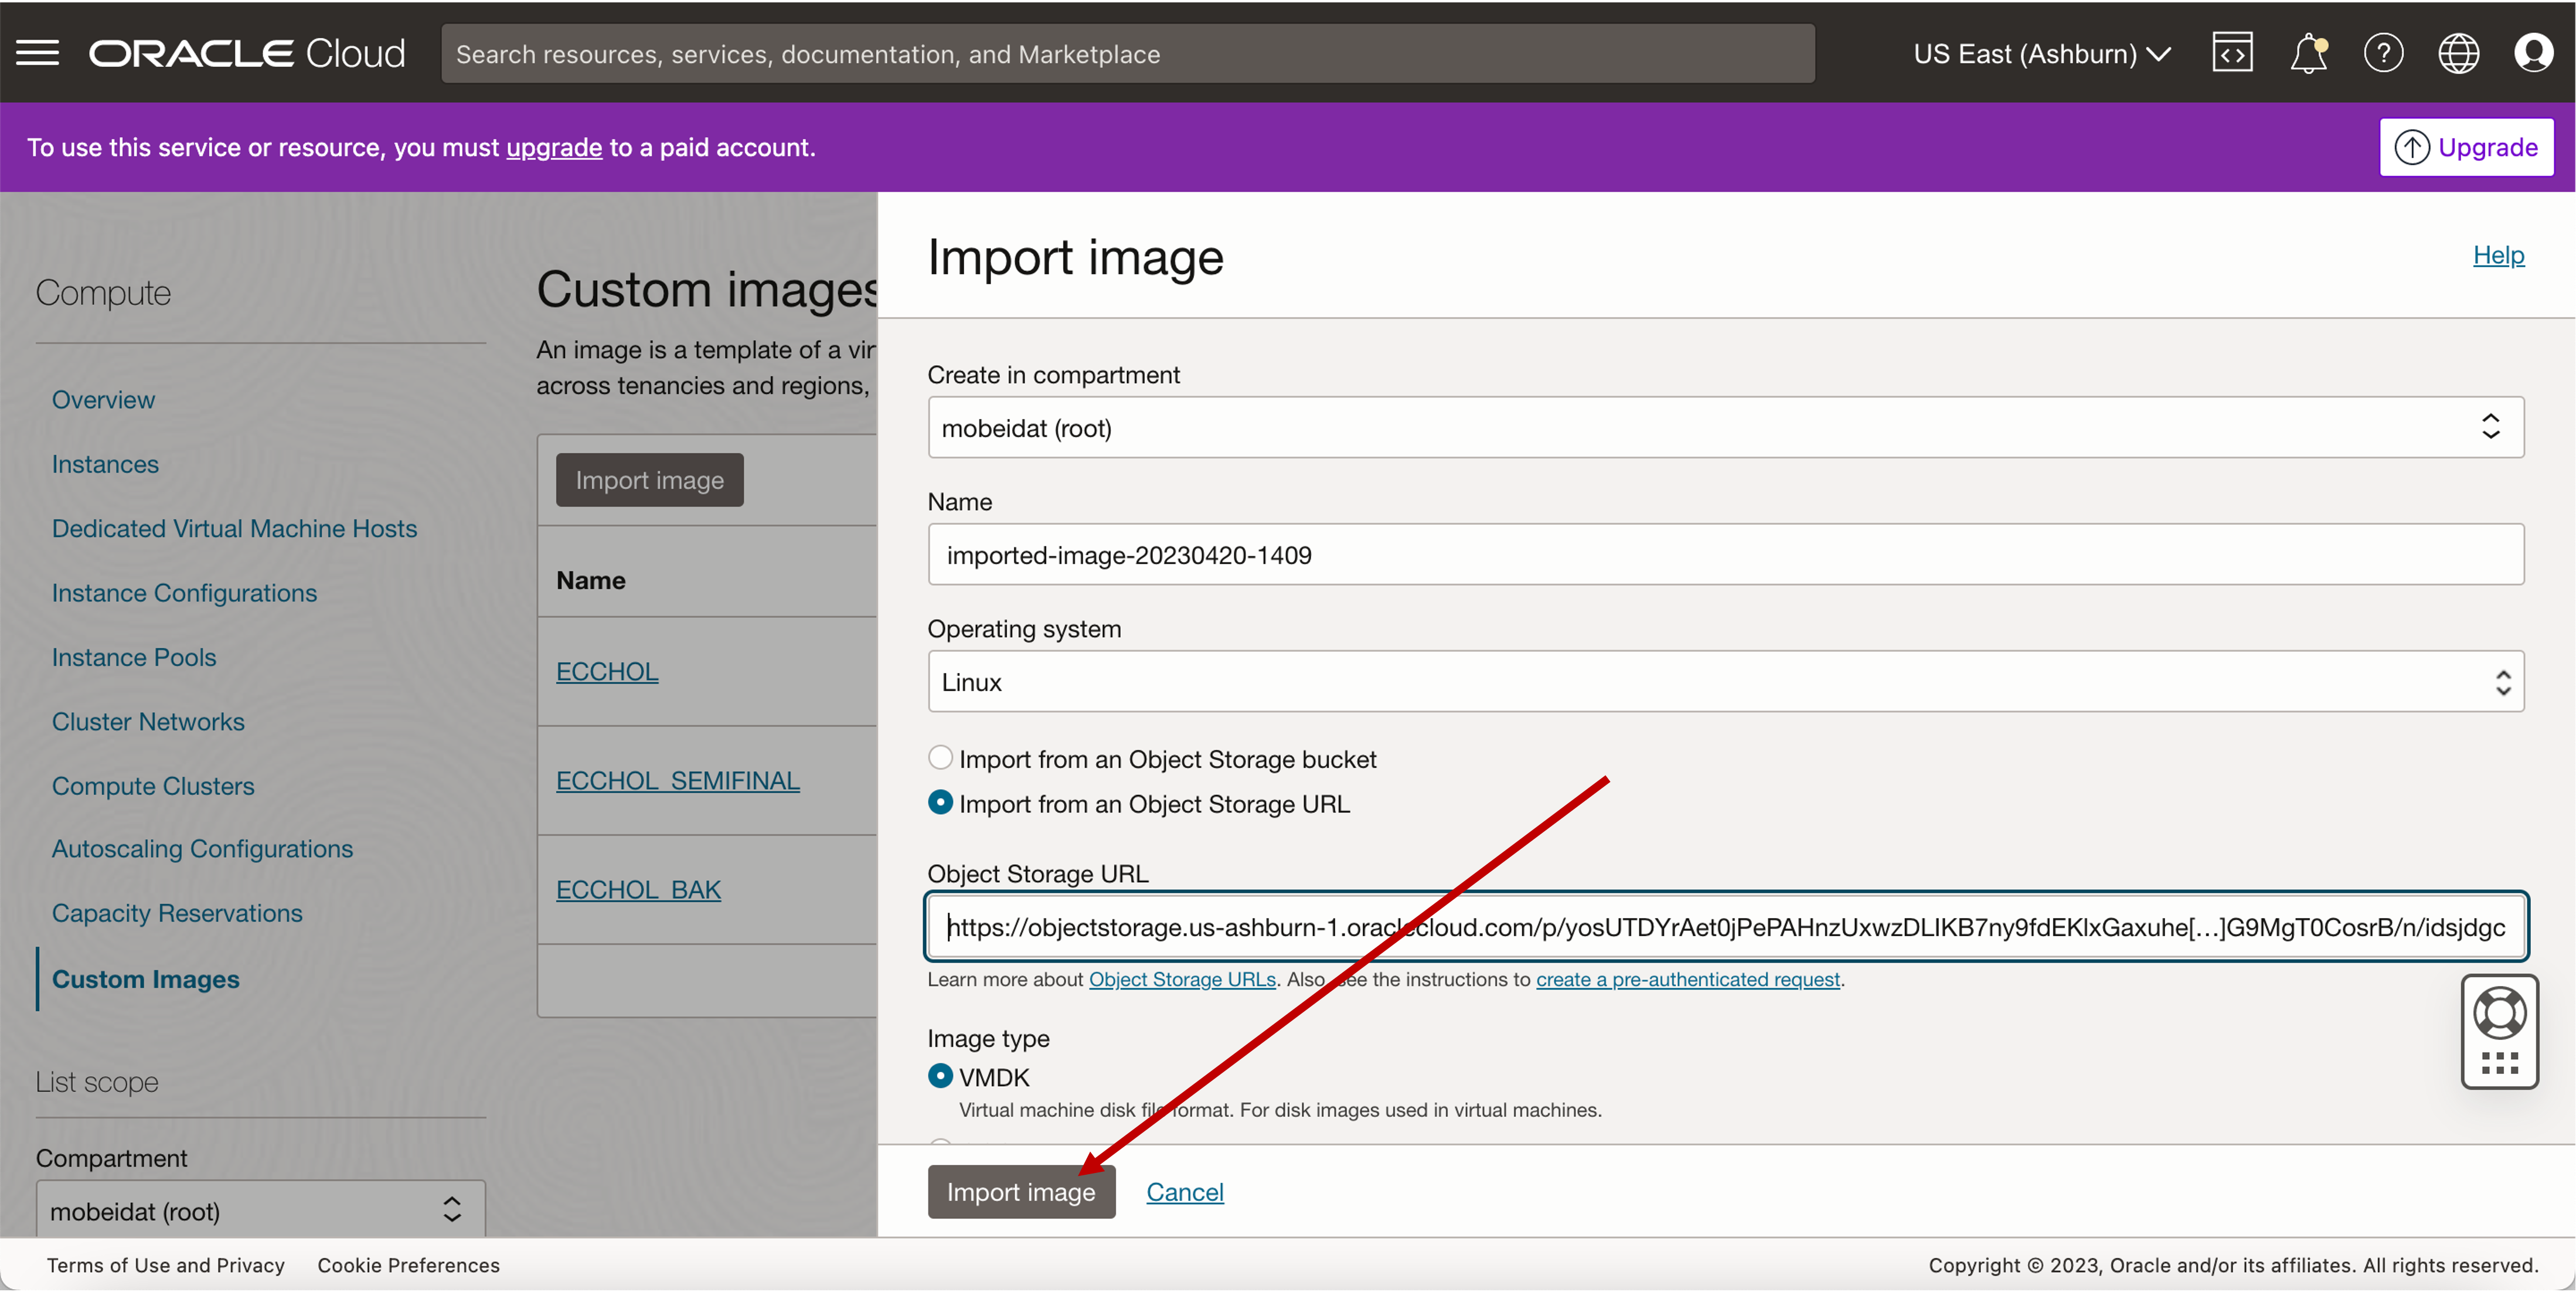 ORACLE Cloud
Search resources, services, documentation, and Marketplace
US East (Ashburn)
To use this service or resource, you must upgrade to a paid account.
Upgrade
Compute
Overview
Instances
Dedicated Virtual Machine Hosts
Instance Configurations
Instance Pools
Cluster Networks
Compute Clusters
Autoscaling Configurations
Capacity Reservations
Custom Images
List scope
Compartment
mobeidat (root)
Custom images
An image is a template of a vir
across tenancies and regions,
Import image
Name
ECCHOL
ECCHOL_SEMIFINAL
ECCHOL_BAK
Import image
Help
Create in compartment
mobeidat (root)
Name
imported-image-20230420-1409
Operating system
Linux
Import from an Object Storage bucket
Import from an Object Storage URL
Object Storage URL
https://objectstorage.us-ashburn-1.oraclecloud.com/p/yosUTDYrAet0jPePAHnzUxwzDLIKB7ny9fdEKlxGaxuhe[...]G9MgT0CosrB/n/idsjdgc
Learn more about Object Storage URLs. Also, see the instructions to create a pre-authenticated request.
Image type
VMDK
Virtual machine disk file format. For disk images used in virtual machines.
Import image
Cancel
Terms of Use and Privacy
Cookie Preferences
Copyright © 2023, Oracle and/or its affiliates. All rights reserved.